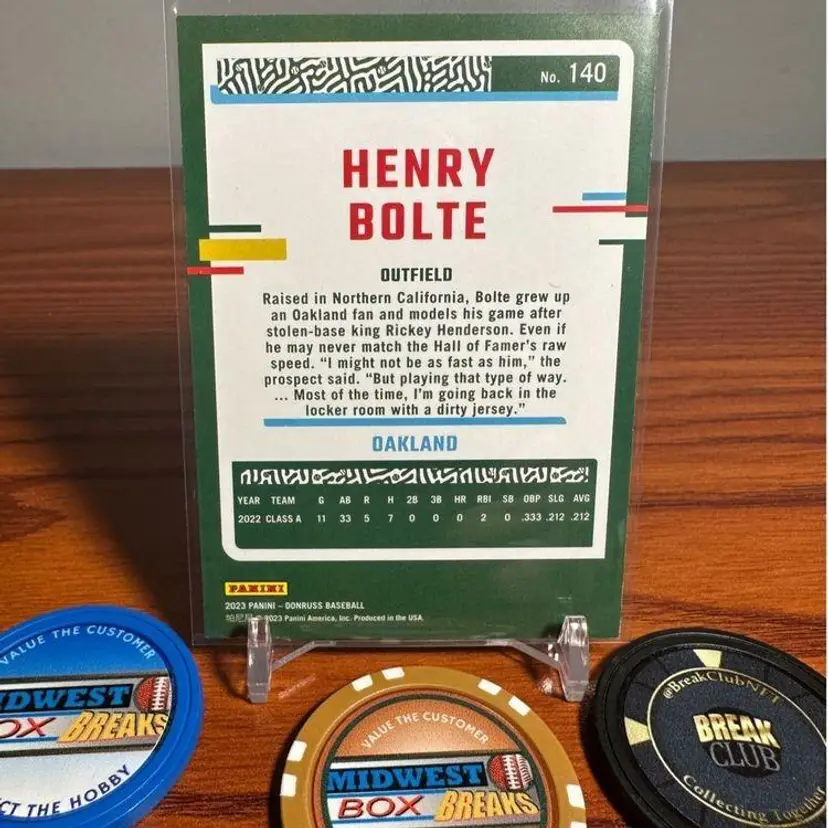 No. 140
HENRY
BOLTE
OUTFIELD
Raised in Northern California, Bolte grew up
an Oakland fan and models his game after
stolen-base king Rickey Henderson. Even if
he may never match the Hall of Famer's raw
speed. “I might not be as fast as him,” the
prospect said. “But playing that type of way.
... Most of the time, I'm going back in the
locker room with a dirty jersey.”
OAKLAND
YEAR TEAM G AB R H 2B 3B HR RBI SB OBP SLG AVG
2022 CLASS A 11 33 5 7 0 0 0 2 0 .333 .212 .212
PANINI
2023 PANINI – DONRUSS BASEBALL
帕尼尼 ©2023 Panini America, Inc. Produced in the USA.
VALUE THE CUSTOMER
IDWEST
OX BREAKS
CT THE HOBBY
VALUE THE CUSTOMER
MIDWEST
BOX BREAKS
@BreakClubNFT
BREAK
CLUB
Collecting Together